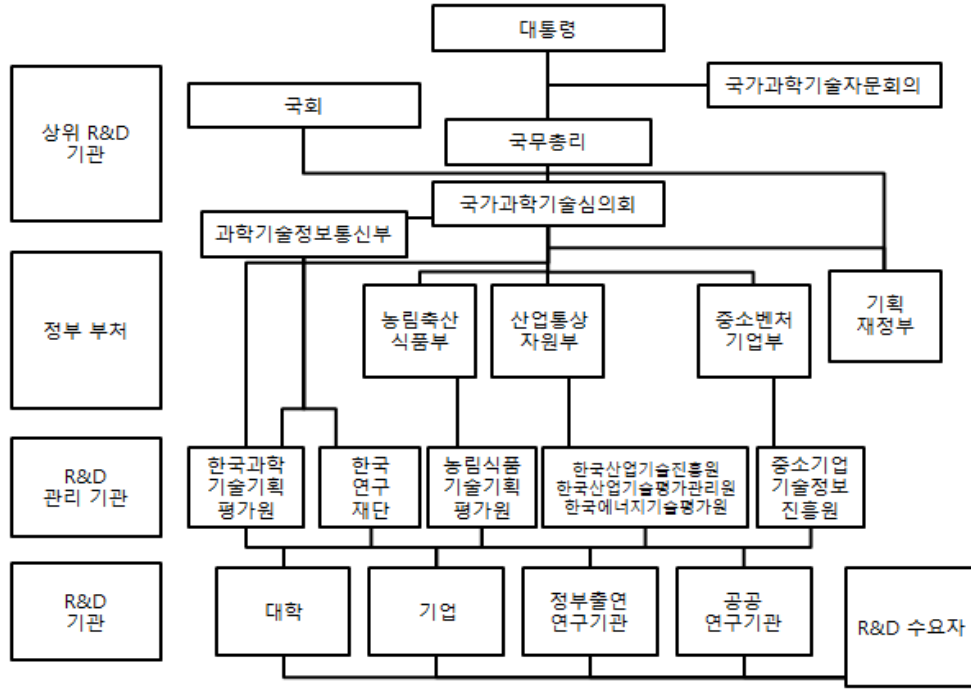 대통령
국가과학기술자문회의
국회
상위 R&D
기관
국무총리
국가과학기술심의회
과학기술정보통신부
정부 부처
농림축산
식품부
산업통상
자원부
중소벤처
기업부
기획
재정부
R&D
관리 기관
한국과학
기술기획
평가원
한국
연구
재단
농림식품
기술기획
평가원
한국산업기술진흥원
한국산업기술평가관리원
한국에너지기술평가원
중소기업
기술정보
진흥원
R&D
기관
대학
기업
정부출연
연구기관
공공
연구기관
R&D 수요자